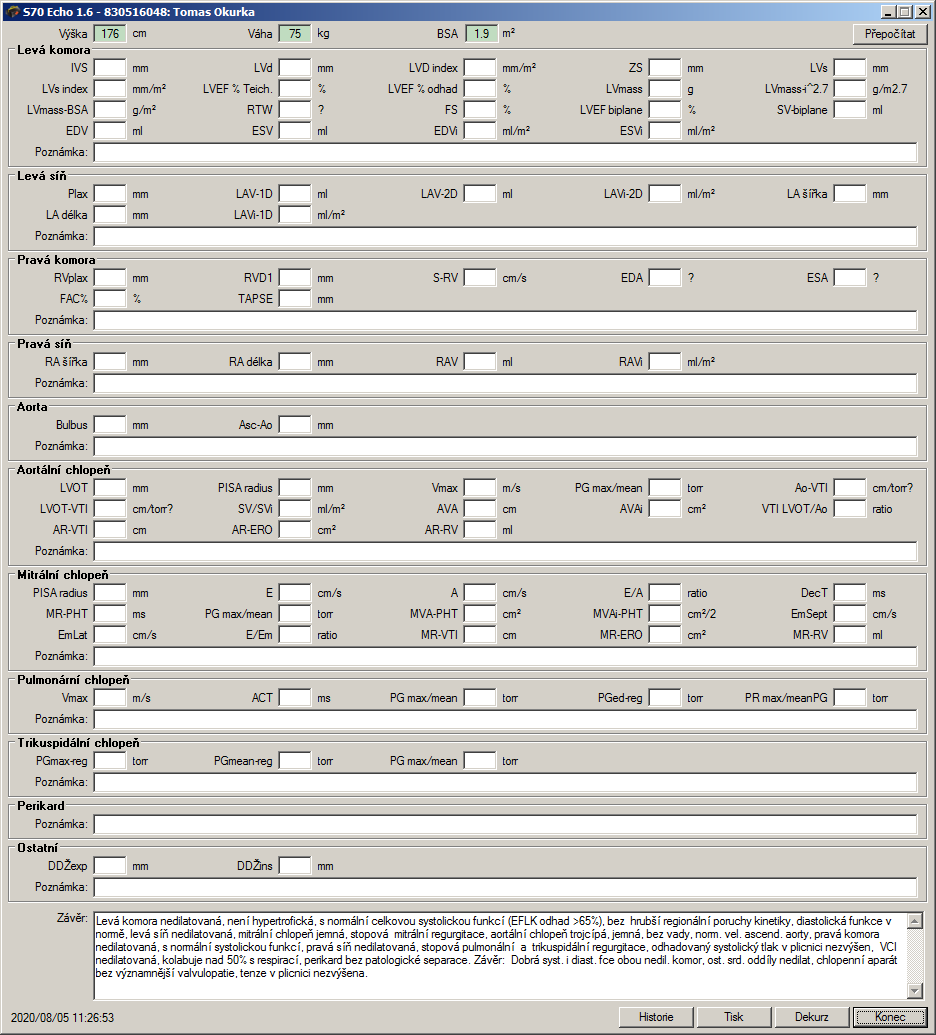 S70 Echo 1.6 - 830516048: Tomas Okurka
Výška 176 cm Váha 75 kg BSA 1.9 m² Přepočítat
Levá komora
IVS mm LVd mm LVD index mm/m² ZS mm LVs mm
LVs index mm/m² LVEF % Teich. % LVEF % odhad % LVmass g LVmass-i^2.7 g/m2.7
LVmass-BSA g/m² RTW ? FS % LVEF biplane % SV-biplane ml
EDV ml ESV ml EDVi ml/m² ESVi ml/m²
Poznámka:
Levá síň
Plax mm LAV-1D ml LAV-2D ml LAVi-2D ml/m² LA šířka mm
LA délka mm LAVi-1D ml/m²
Poznámka:
Pravá komora
RVplax mm RVD1 mm S-RV cm/s EDA ? ESA ?
FAC% % TAPSE mm
Poznámka:
Pravá síň
RA šířka mm RA délka mm RAV ml RAVi ml/m²
Poznámka:
Aorta
Bulbus mm Asc-Ao mm
Poznámka:
Aortální chlopeň
LVOT mm PISA radius mm Vmax m/s PG max/mean torr Ao-VTI cm/torr?
LVOT-VTI cm/torr? SV/SVi ml/m² AVA cm AVAi cm² VTI LVOT/Ao ratio
AR-VTI cm AR-ERO cm² AR-RV ml
Poznámka:
Mitrální chlopeň
PISA radius mm E cm/s A cm/s E/A ratio DecT ms
MR-PHT ms PG max/mean torr MVA-PHT cm² MVAi-PHT cm²/2 EmSept cm/s
EmLat cm/s E/Em ratio MR-VTI cm MR-ERO cm² MR-RV ml
Poznámka:
Pulmonární chlopeň
Vmax m/s ACT ms PG max/mean torr PGed-reg torr PR max/meanPG torr
Poznámka:
Trikuspidální chlopeň
PGmax-reg torr PGmean-reg torr PG max/mean torr
Poznámka:
Perikard
Poznámka:
Ostatní
DDŽexp mm DDŽins mm
Poznámka:
Závěr: Levá komora nedilatovaná, není hypertrofická, s normální celkovou systolickou funkcí (EFLK odhad >65%), bez hrubší regionální poruchy kinetiky, diastolická funkce v
normě, levá síň nedilatovaná, mitrální chlopeň jemná, stopová mitrální regurgitace, aortální chlopeň trojcípá, jemná, bez vady, norm. vel. ascend. aorty, pravá komora
nedilatovaná, s normální systolickou funkcí, pravá síň nedilatovaná, stopová pulmonální a trikuspidální regurgitace, odhadovaný systolický tlak v plicnici nezvýšen, VCI
nedilatovaná, kolabuje nad 50% s respirací, perikard bez patologické separace. Závěr: Dobrá syst. i diast. fce obou nedil. komor, ost. srd. oddíly nedilat, chlopenní aparát
bez významnější valvulopatie, tenze v plicnici nezvýšena.
2020/08/05 11:26:53 Historie Tisk Dekurz Konec